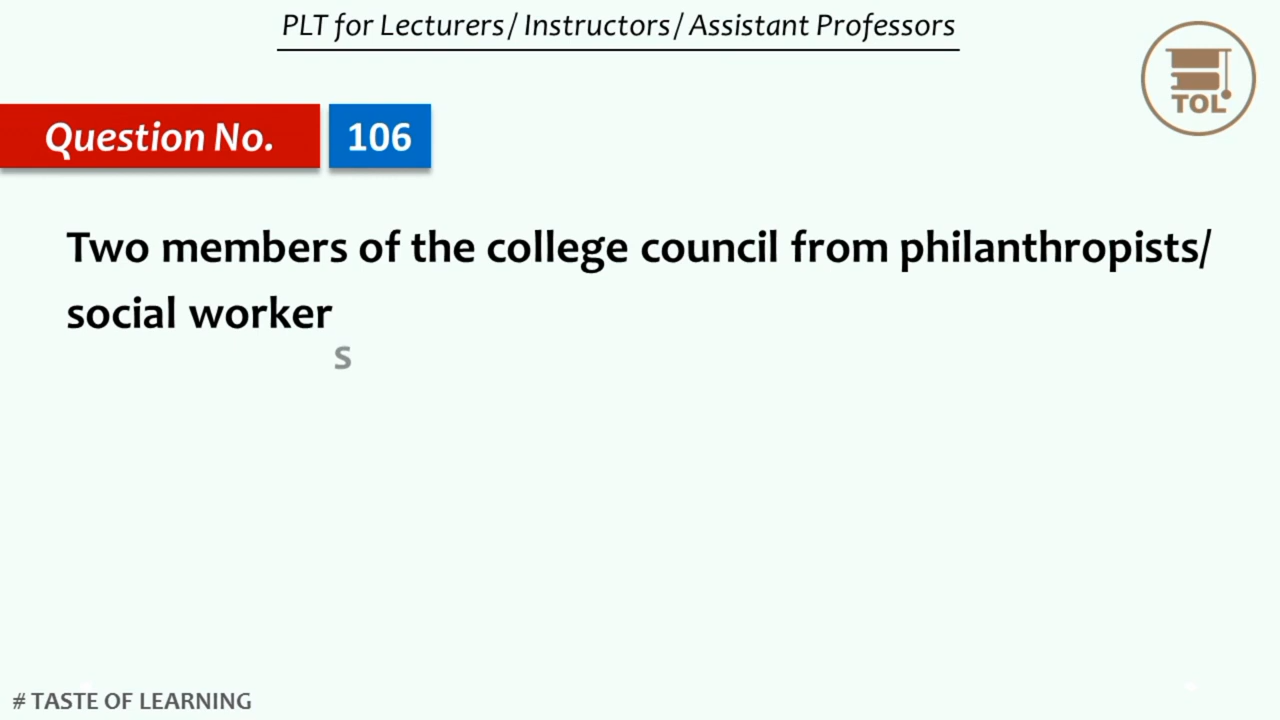 PLT for Lecturers/ Instructors/ Assistant Professors
TOL
Question No. 106
Two members of the college council from philanthropists/
social workers
# TASTE OF LEARNING